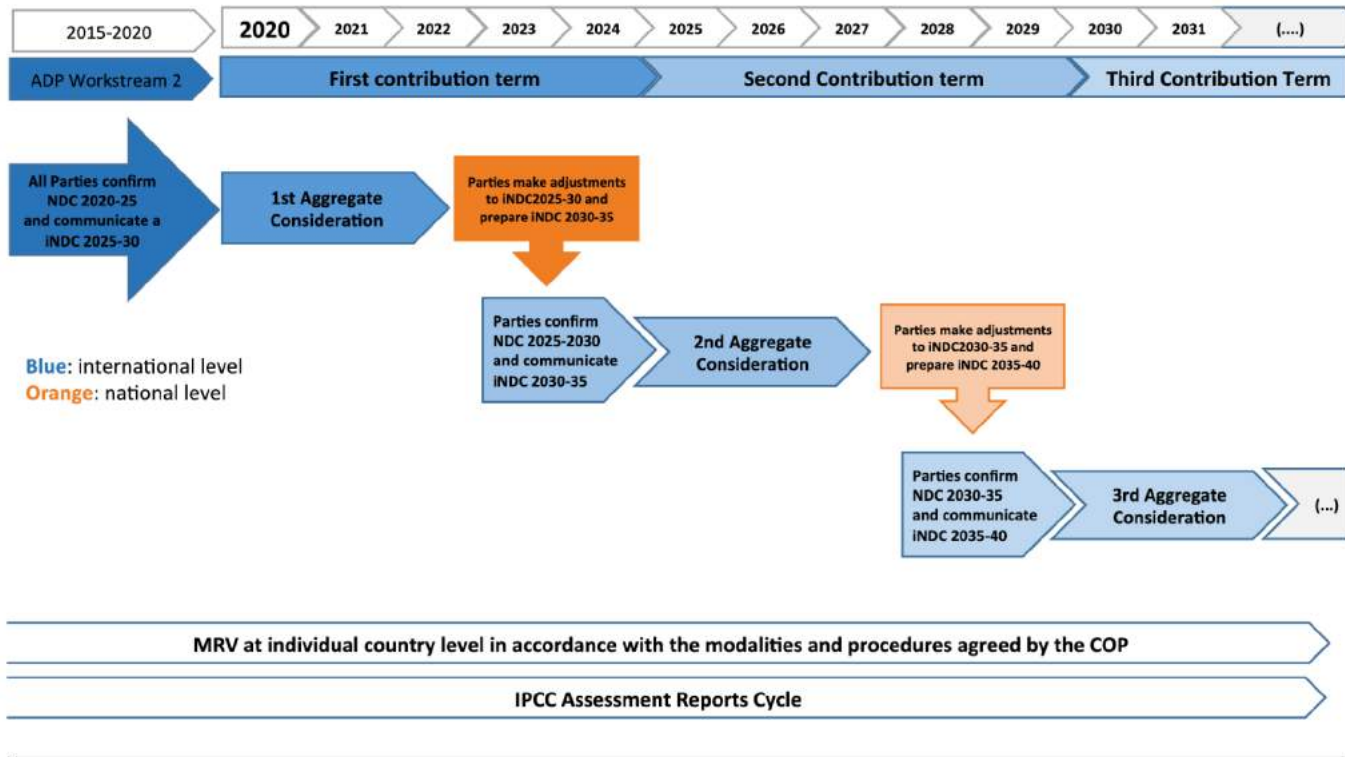 2015-2020 2020 2021 2022 2023 2024 2025 2026 2027 2028 2029 2030 2031 (....)
ADP Workstream 2 First contribution term Second Contribution term Third Contribution Term
All Parties confirm
NDC 2020-25
and communicate a
iNDC 2025-30
1st Aggregate
Consideration
Parties make adjustments
to iNDC2025-30 and
prepare iNDC 2030-35
Parties confirm
NDC 2025-2030
and communicate
iNDC 2030-35
2nd Aggregate
Consideration
Parties make adjustments
to iNDC2030-35 and
prepare iNDC 2035-40
Blue: international level
Orange: national level
Parties confirm
NDC 2030-35
and communicate
iNDC 2035-40
3rd Aggregate
Consideration
(...)
MRV at individual country level in accordance with the modalities and procedures agreed by the COP
IPCC Assessment Reports Cycle